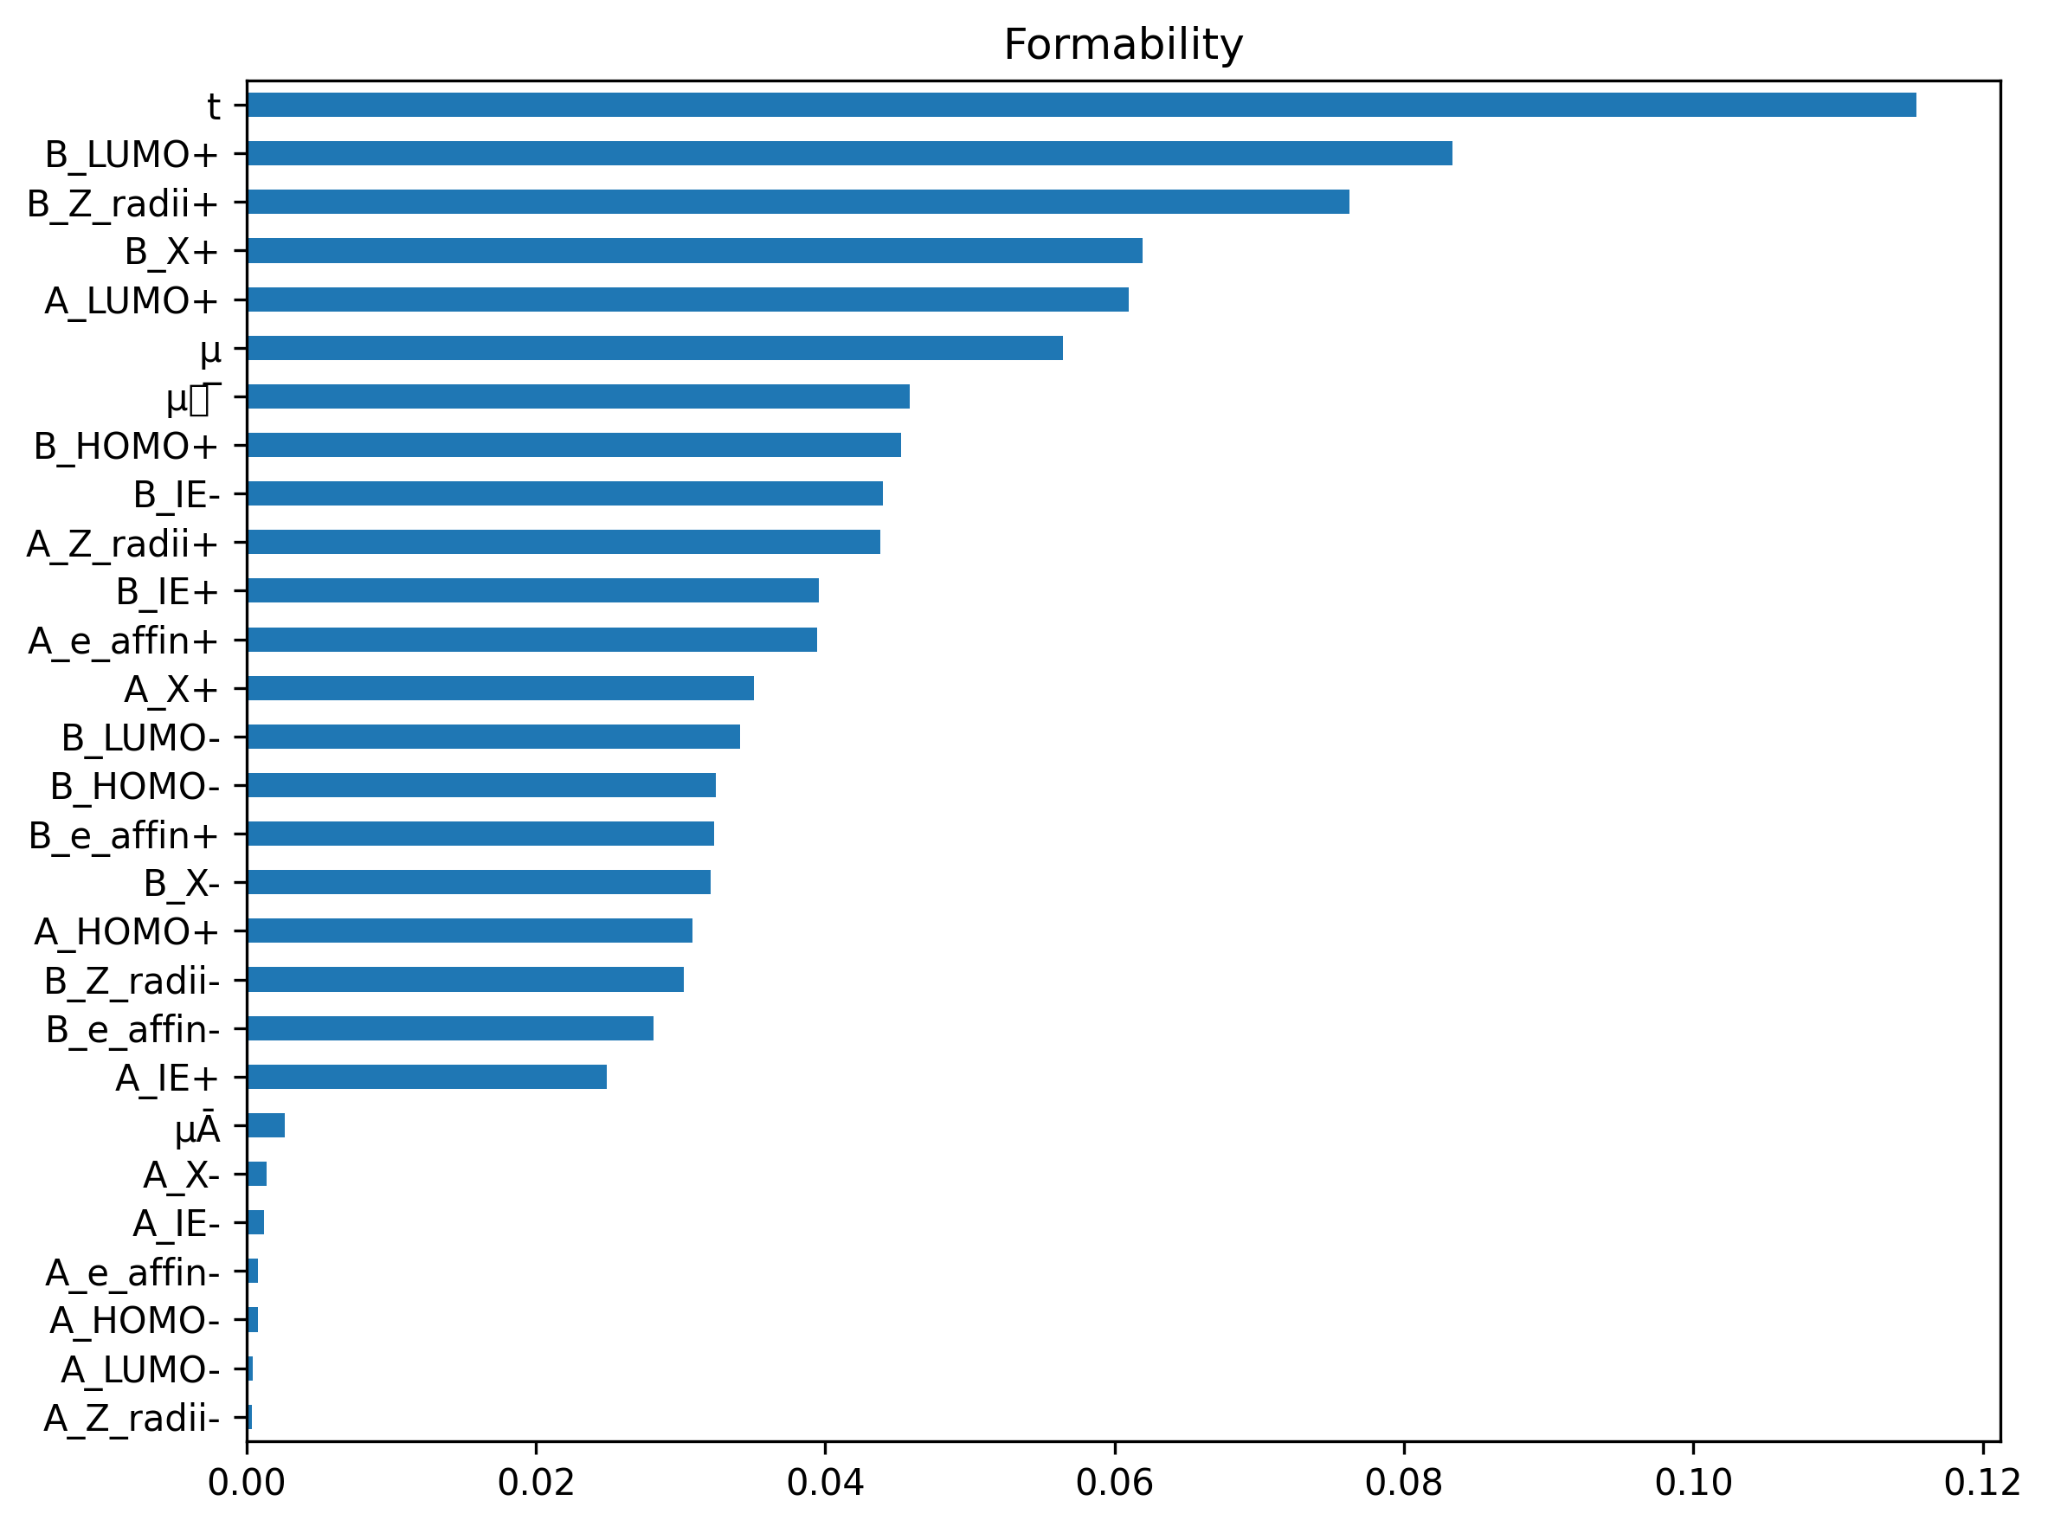 Formability
t
B_LUMO+
B_Z_radii+
B_X+
A_LUMO+
μ
μ▯̅
B_HOMO+
B_IE-
A_Z_radii+
B_IE+
A_e_affin+
A_X+
B_LUMO-
B_HOMO-
B_e_affin+
B_X-
A_HOMO+
B_Z_radii-
B_e_affin-
A_IE+
μĀ
A_X-
A_IE-
A_e_affin-
A_HOMO-
A_LUMO-
A_Z_radii-
0.00 0.02 0.04 0.06 0.08 0.10 0.12